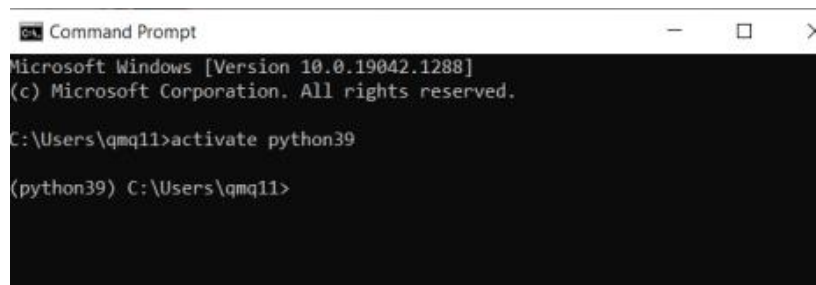 Command Prompt
Microsoft Windows [Version 10.0.19042.1288]
(c) Microsoft Corporation. All rights reserved.
C:\Users\qmq11>activate python39
(python39) C:\Users\qmq11>